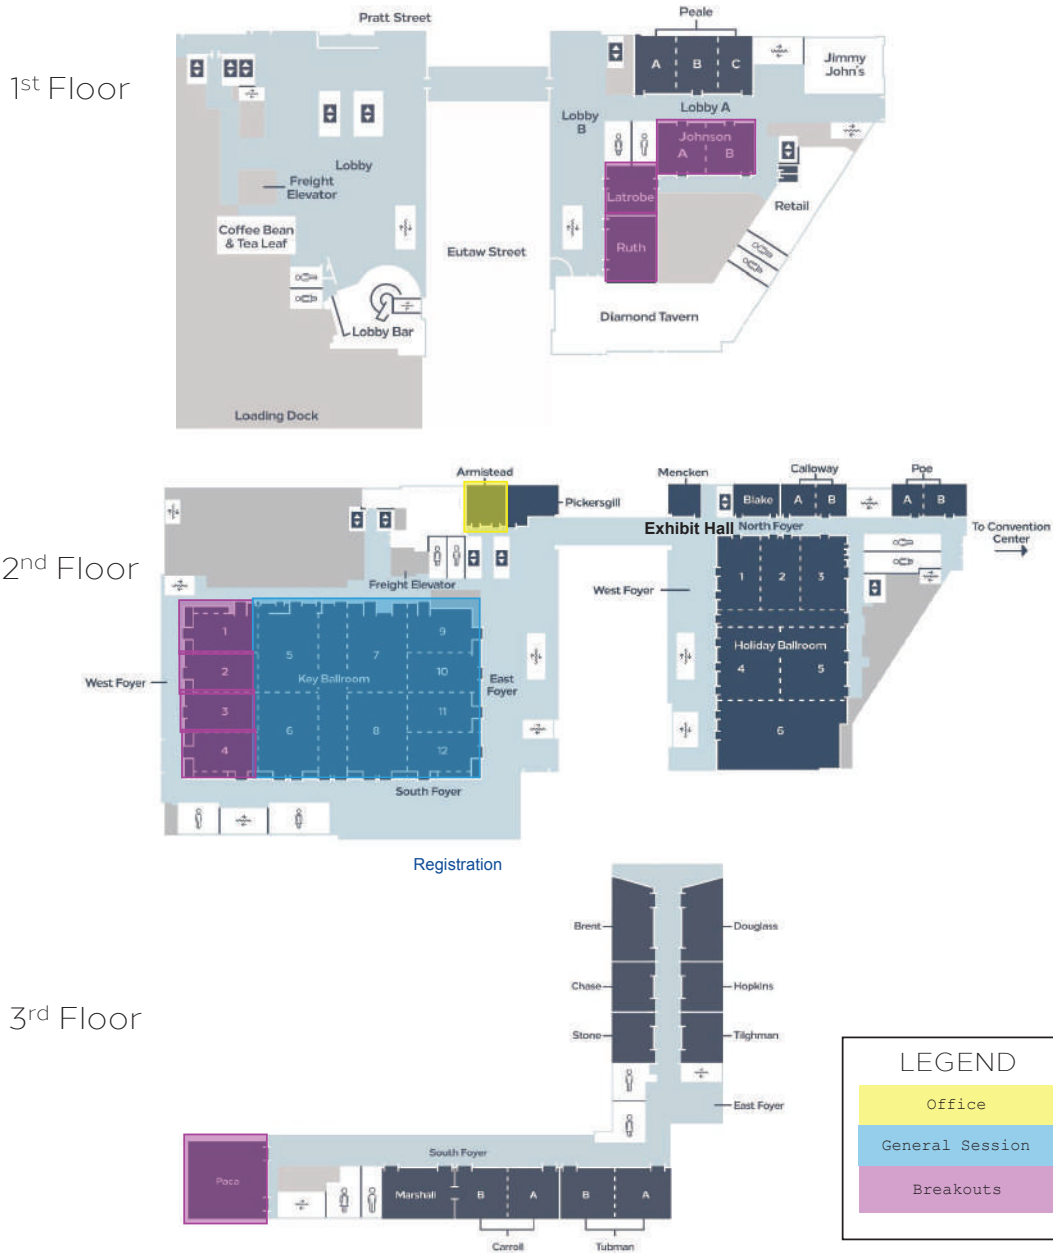 1st Floor
Pratt Street
Peale
A
B
C
Jimmy
John's
Lobby A
Lobby
B
Johnson
A
B
Lobby
Freight
Elevator
Latrobe
Retail
Coffee Bean
& Tea Leaf
Ruth
Eutaw Street
Lobby Bar
Diamond Tavern
Loading Dock
2nd Floor
Armistead
Pickersgill
Mencken
Calloway
Poe
Blake
A
B
A
B
Exhibit Hall
North Foyer
To Convention
Center
Freight Elevator
West Foyer
1
2
3
1
5
7
9
2
Key Ballroom
10
West Foyer
East
Foyer
3
6
8
11
4
12
Holiday Ballroom
4
5
6
South Foyer
Registration
3rd Floor
Brent
Douglass
Chase
Hopkins
Stone
Tilghman
East Foyer
South Foyer
Paca
Marshall
B
A
B
A
Carroll
Tubman
LEGEND
Office
General Session
Breakouts